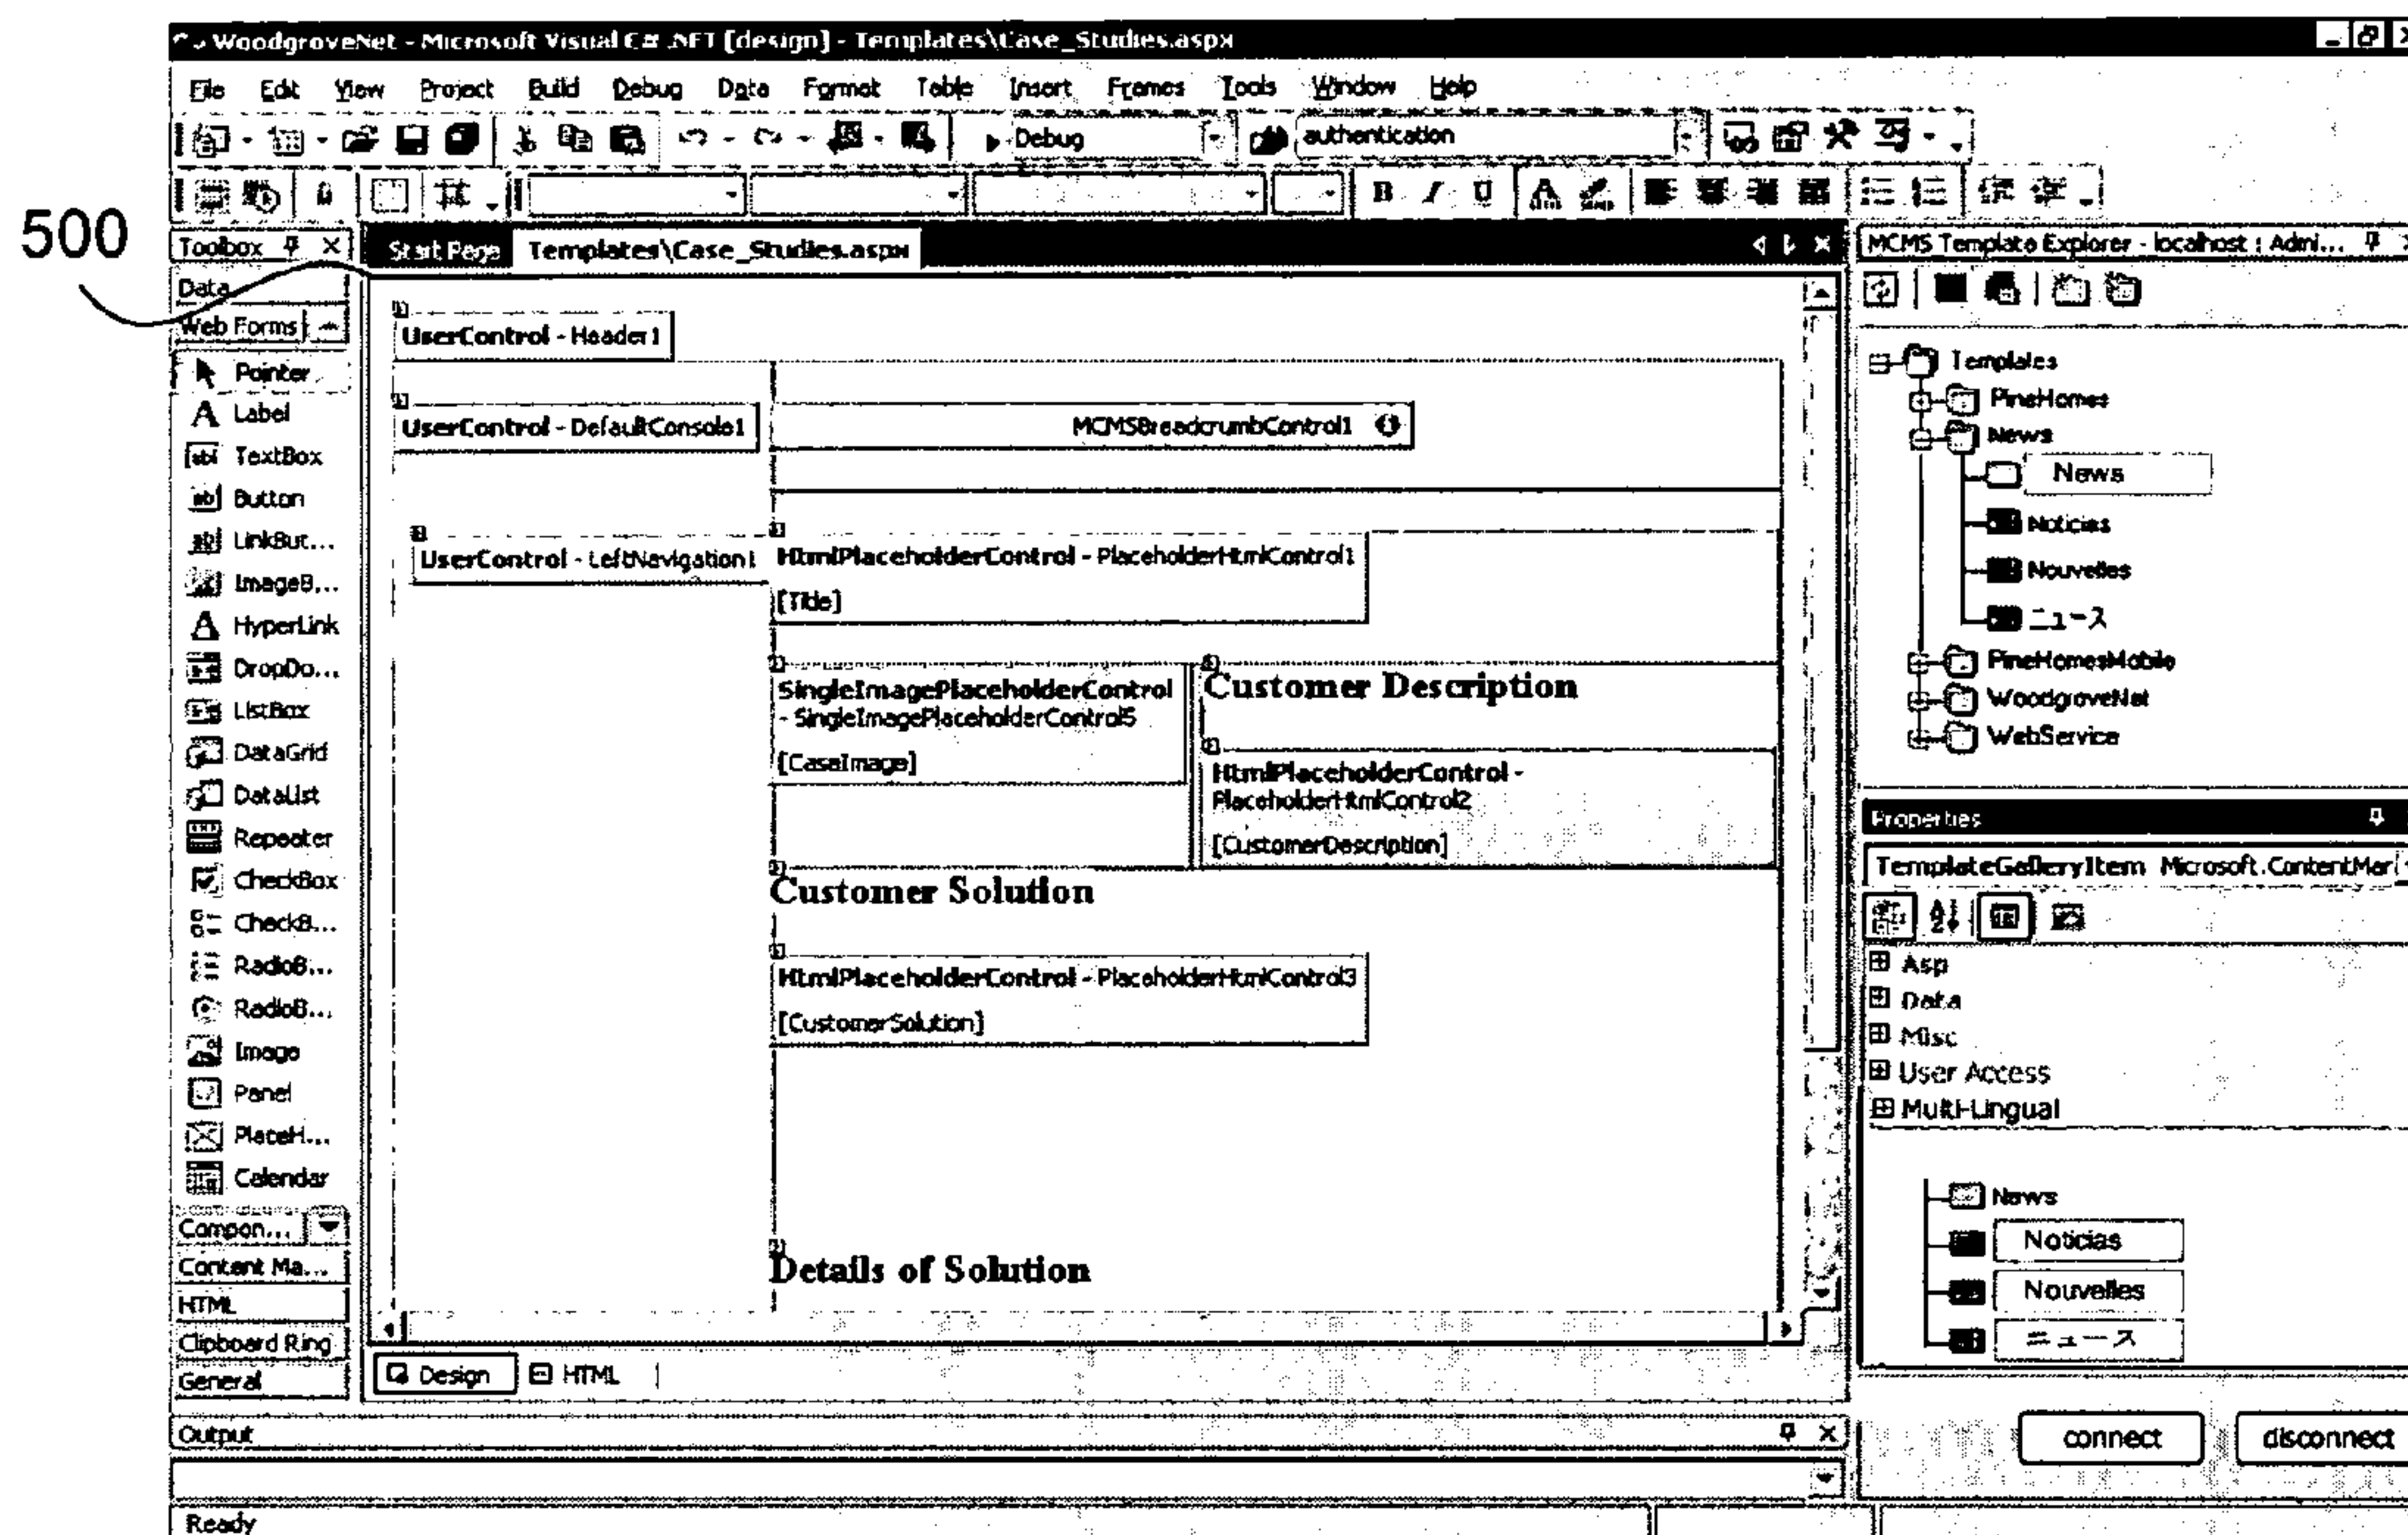 WoodgroveNet - Microsoft Visual C# .NET [design] - Templates\Case_Studies.aspx
File Edit View Project Build Debug Data Format Table Insert Frames Tools Window Help
Debug authentication
B I U A
500
Toolbox
Start Page Templates\Case_Studies.aspx
MCMS Template Explorer - localhost : Admi...
Data
Web Forms
Pointer
Label
TextBox
Button
LinkBut...
ImageB...
HyperLink
DropDo...
ListBox
DataGrid
DataList
Repeater
CheckBox
CheckB...
RadioB...
RadioB...
Image
Panel
PlaceH...
Calendar
Compon...
Content Ma...
HTML
Clipboard Ring
General
UserControl - Header1
UserControl - DefaultConsole1
MCMSBreadcrumbControl1
UserControl - LeftNavigation1
HtmlPlaceholderControl - PlaceholderHtmlControl1
[Title]
SingleImagePlaceholderControl
- SingleImagePlaceholderControl5
[CaseImage]
Customer Description
HtmlPlaceholderControl -
PlaceholderHtmlControl2
[CustomerDescription]
Customer Solution
HtmlPlaceholderControl - PlaceholderHtmlControl3
[CustomerSolution]
Details of Solution
Design HTML
Templates
PineHomes
News
News
Noticias
Nouvelles
ニュース
PineHomesMobile
WoodgroveNet
WebService
Properties
TemplateGalleryItem Microsoft.ContentMan
Asp
Data
Misc
User Access
Multi-Lingual
News
Noticias
Nouvelles
ニュース
connect disconnect
Output
Ready